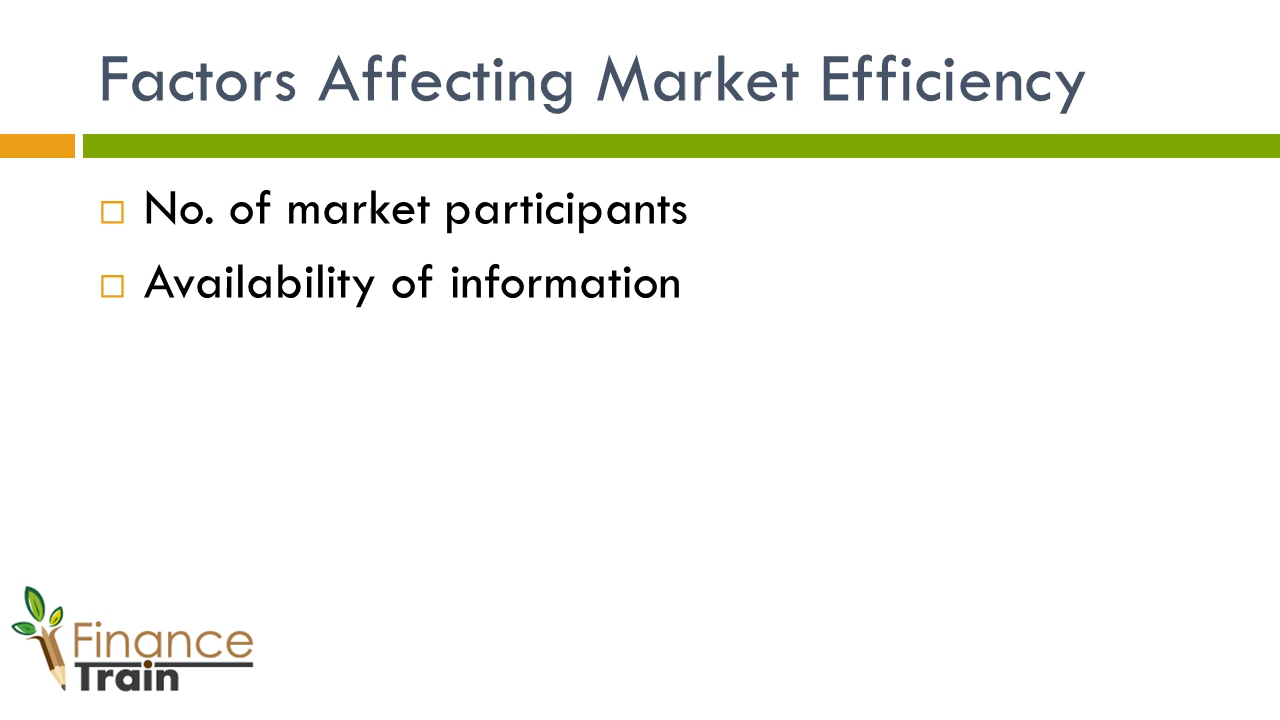 Factors Affecting Market Efficiency
No. of market participants
Availability of information
Finance
Train